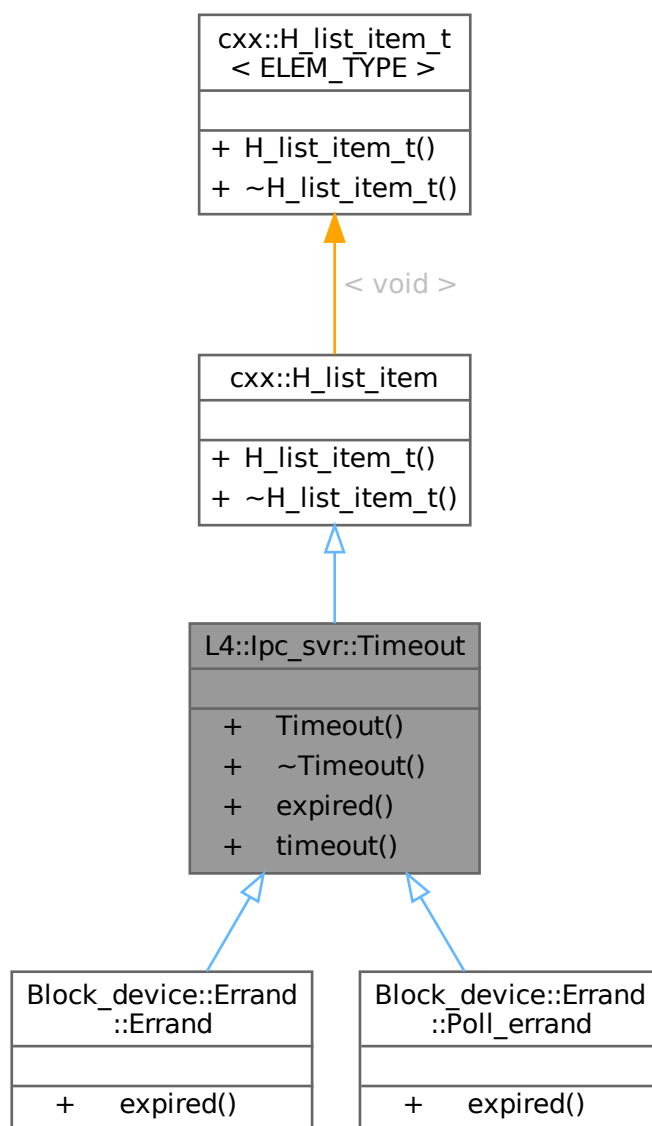 cxx::H_list_item_t
< ELEM_TYPE >
+ H_list_item_t()
+ ~H_list_item_t()
< void >
cxx::H_list_item
+ H_list_item_t()
+ ~H_list_item_t()
L4::Ipc_svr::Timeout
+ Timeout()
+ ~Timeout()
+ expired()
+ timeout()
Block_device::Errand
::Errand
+ expired()
Block_device::Errand
::Poll_errand
+ expired()